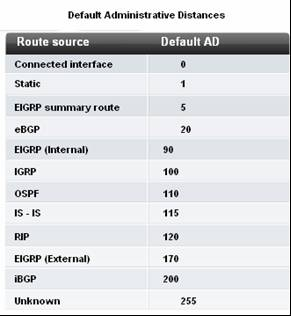 Default Administrative Distances
Route source Default AD
Connected interface 0
Static 1
EIGRP summary route 5
eBGP 20
EIGRP (Internal) 90
IGRP 100
OSPF 110
IS - IS 115
RIP 120
EIGRP (External) 170
iBGP 200
Unknown 255